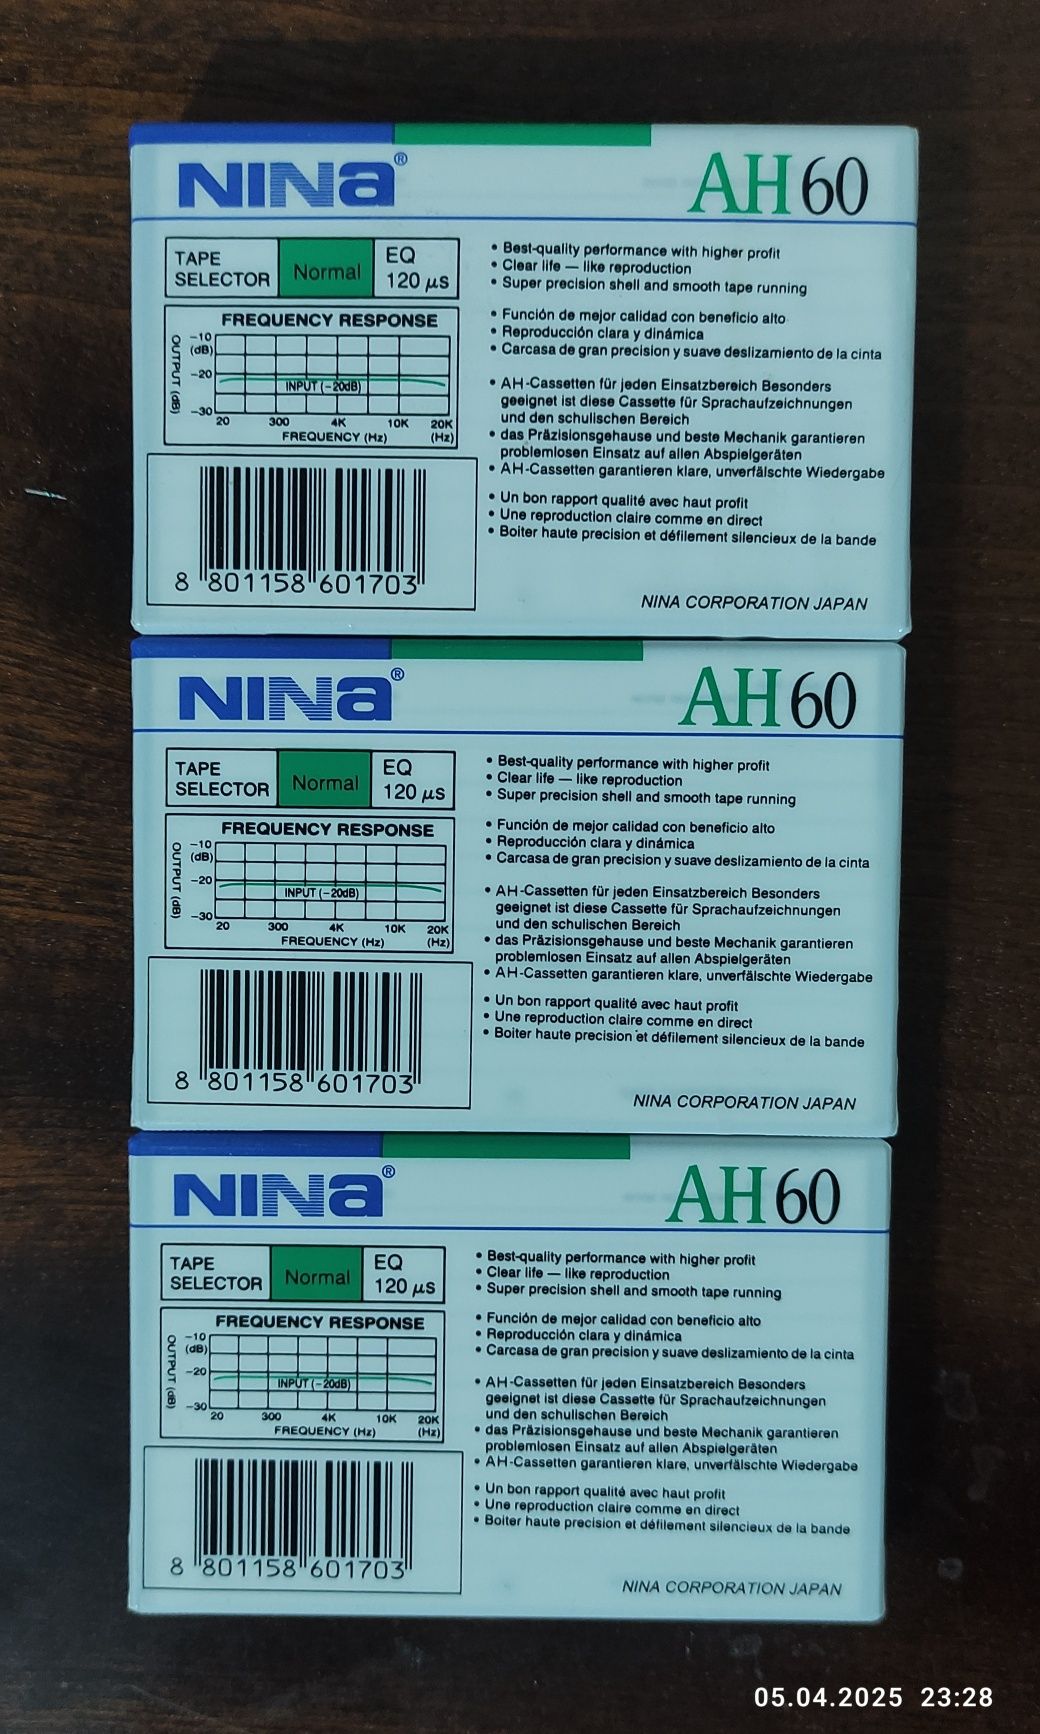 NINa®
AH60
TAPE SELECTOR
Normal
EQ 120 µs
FREQUENCY RESPONSE
OUTPUT (dB)
-10
(dB)
-20
-30
INPUT (-20dB)
20 300 4K 10K 20K
FREQUENCY (Hz) (Hz)
8 801158 601703
• Best-quality performance with higher profit
• Clear life — like reproduction
• Super precision shell and smooth tape running
• Función de mejor calidad con beneficio alto
• Reproducción clara y dinámica
• Carcasa de gran precision y suave deslizamiento de la cinta
• AH-Cassetten für jeden Einsatzbereich Besonders
geeignet ist diese Cassette für Sprachaufzeichnungen
und den schulischen Bereich
• das Präzisionsgehause und beste Mechanik garantieren
problemlosen Einsatz auf allen Abspielgeräten
• AH-Cassetten garantieren klare, unverfälschte Wiedergabe
• Un bon rapport qualité avec haut profit
• Une reproduction claire comme en direct
• Boiter haute precision et défilement silencieux de la bande
NINA CORPORATION JAPAN
NINa®
AH60
TAPE SELECTOR
Normal
EQ 120 µs
FREQUENCY RESPONSE
OUTPUT (dB)
-10
(dB)
-20
-30
INPUT (-20dB)
20 300 4K 10K 20K
FREQUENCY (Hz) (Hz)
8 801158 601703
• Best-quality performance with higher profit
• Clear life — like reproduction
• Super precision shell and smooth tape running
• Función de mejor calidad con beneficio alto
• Reproducción clara y dinámica
• Carcasa de gran precision y suave deslizamiento de la cinta
• AH-Cassetten für jeden Einsatzbereich Besonders
geeignet ist diese Cassette für Sprachaufzeichnungen
und den schulischen Bereich
• das Präzisionsgehause und beste Mechanik garantieren
problemlosen Einsatz auf allen Abspielgeräten
• AH-Cassetten garantieren klare, unverfälschte Wiedergabe
• Un bon rapport qualité avec haut profit
• Une reproduction claire comme en direct
• Boiter haute precision et défilement silencieux de la bande
NINA CORPORATION JAPAN
NINa®
AH60
TAPE SELECTOR
Normal
EQ 120 µs
FREQUENCY RESPONSE
OUTPUT (dB)
-10
(dB)
-20
-30
INPUT (-20dB)
20 300 4K 10K 20K
FREQUENCY (Hz) (Hz)
8 801158 601703
• Best-quality performance with higher profit
• Clear life — like reproduction
• Super precision shell and smooth tape running
• Función de mejor calidad con beneficio alto
• Reproducción clara y dinámica
• Carcasa de gran precision y suave deslizamiento de la cinta
• AH-Cassetten für jeden Einsatzbereich Besonders
geeignet ist diese Cassette für Sprachaufzeichnungen
und den schulischen Bereich
• das Präzisionsgehause und beste Mechanik garantieren
problemlosen Einsatz auf allen Abspielgeräten
• AH-Cassetten garantieren klare, unverfälschte Wiedergabe
• Un bon rapport qualité avec haut profit
• Une reproduction claire comme en direct
• Boiter haute precision et défilement silencieux de la bande
NINA CORPORATION JAPAN
05.04.2025 23:28